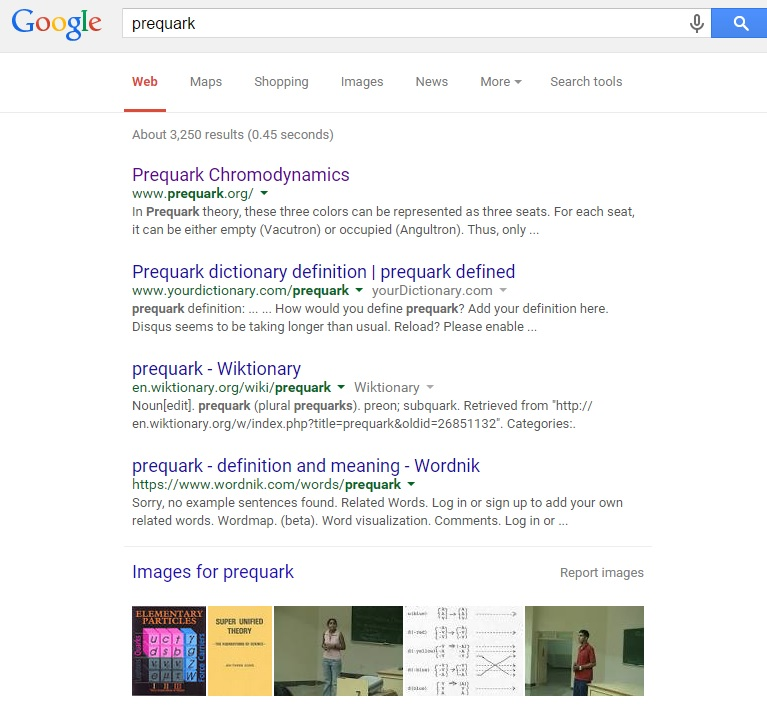 Google
prequark
Web Maps Shopping Images News More Search tools
About 3,250 results (0.45 seconds)
Prequark Chromodynamics
www.prequark.org/
In Prequark theory, these three colors can be represented as three seats. For each seat,
it can be either empty (Vacutron) or occupied (Angultron). Thus, only ...
Prequark dictionary definition | prequark defined
www.yourdictionary.com/prequark yourDictionary.com
prequark definition: ... ... How would you define prequark? Add your definition here.
Disqus seems to be taking longer than usual. Reload? Please enable ...
prequark - Wiktionary
en.wiktionary.org/wiki/prequark Wiktionary
Noun[edit]. prequark (plural prequarks). preon; subquark. Retrieved from "http://
en.wiktionary.org/w/index.php?title=prequark&oldid=26851132". Categories:.
prequark - definition and meaning - Wordnik
https://www.wordnik.com/words/prequark
Sorry, no example sentences found. Related Words. Log in or sign up to add your own
related words. Wordmap. (beta). Word visualization. Comments. Log in or ...
Images for prequark
Report images
ELEMENTARY
PARTICLES
SUPER UNIFIED
THEORY